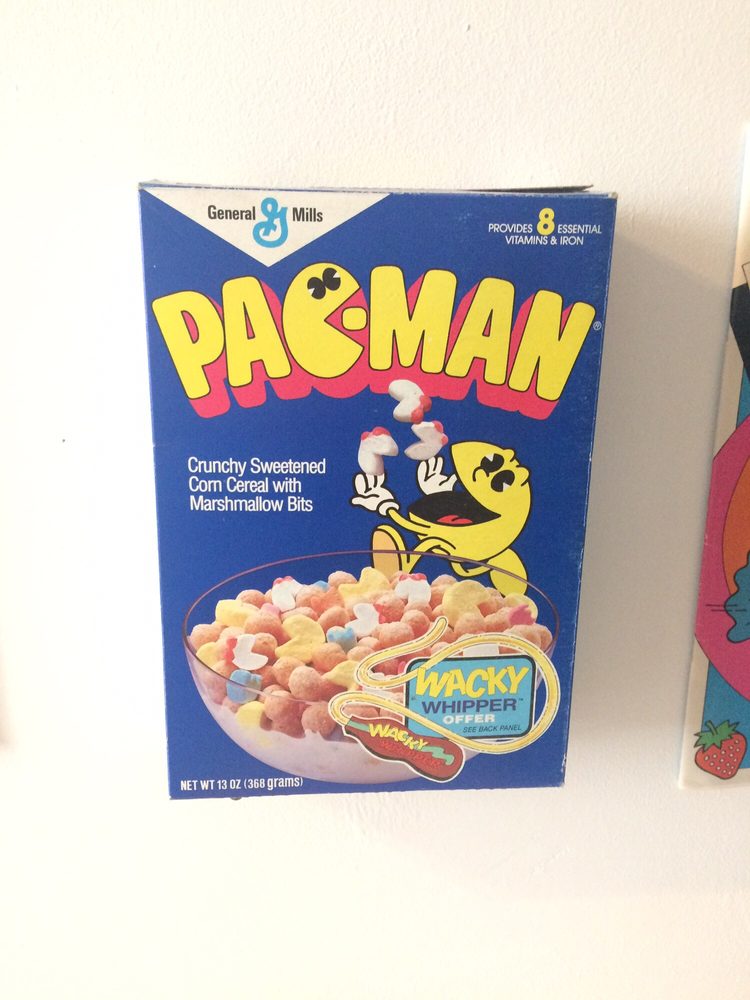 General Mills
PROVIDES 8 ESSENTIAL
VITAMINS & IRON
PAC-MAN®
Crunchy Sweetened
Corn Cereal with
Marshmallow Bits
WACKY
WHIPPER™
OFFER
SEE BACK PANEL
WACKY
WHIPPER
NET WT 13 OZ (368 grams)